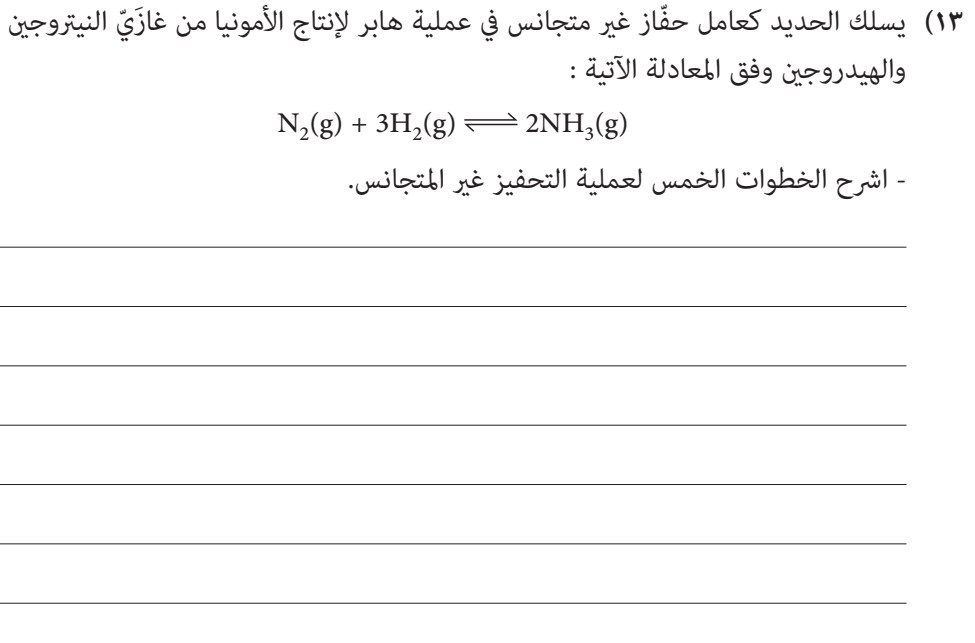 ١٣) يسلك الحديد كعامل حفّاز غير متجانس في عملية هابر لإنتاج الأمونيا من غازَيّ النيتروجين
والهيدروجين وفق المعادلة الآتية :
N₂(g) + 3H₂(g) ⇌ 2NH₃(g)
- اشرح الخطوات الخمس لعملية التحفيز غير المتجانس.